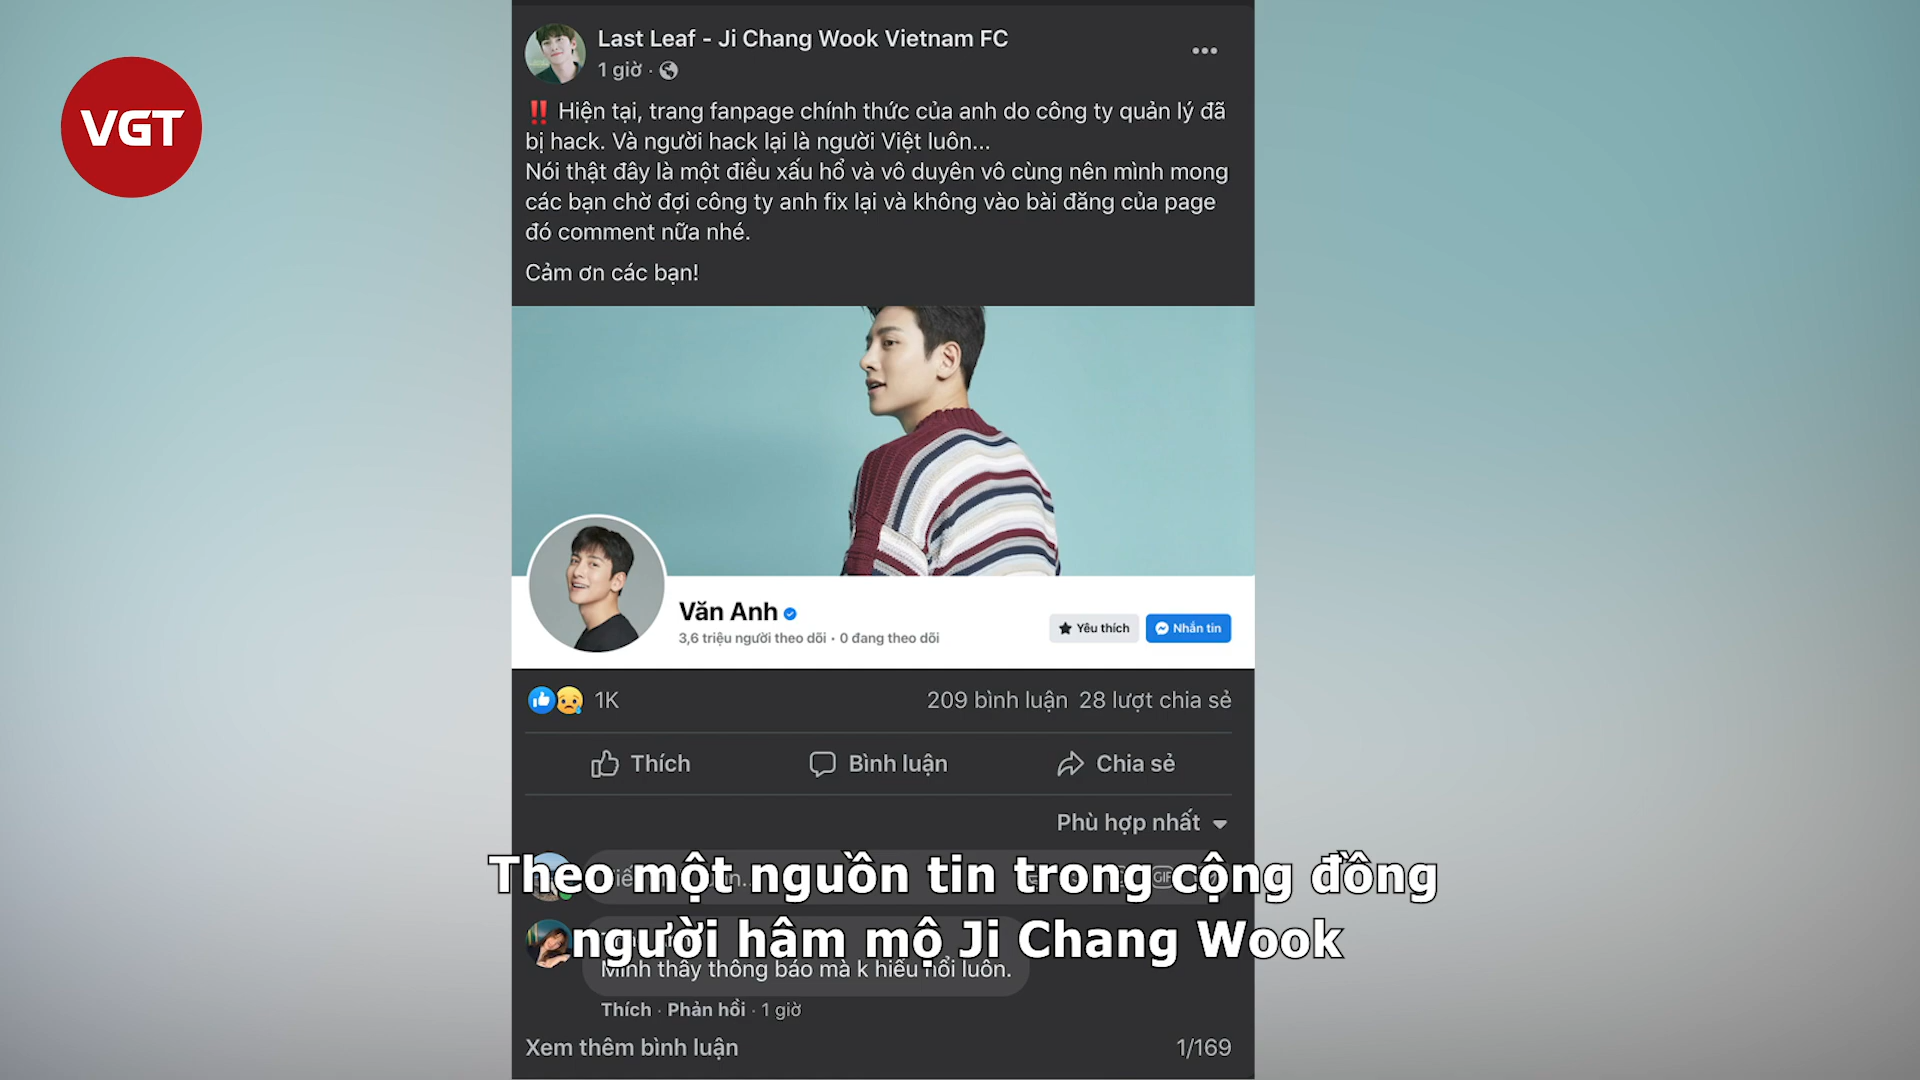 VGT
Last Leaf - Ji Chang Wook Vietnam FC
1 giờ ·
‼️ Hiện tại, trang fanpage chính thức của anh do công ty quản lý đã
bị hack. Và người hack lại là người Việt luôn...
Nói thật đây là một điều xấu hổ và vô duyên vô cùng nên mình mong
các bạn chờ đợi công ty anh fix lại và không vào bài đăng của page
đó comment nữa nhé.
Cảm ơn các bạn!
Văn Anh
3,6 triệu người theo dõi • 0 đang theo dõi
Yêu thích
Nhắn tin
1K
209 bình luận 28 lượt chia sẻ
Thích
Bình luận
Chia sẻ
Phù hợp nhất
GIF
Theo một nguồn tin trong cộng đồng
người hâm mộ Ji Chang Wook
Mình thấy thông báo mà k hiểu nổi luôn.
Thích · Phản hồi · 1 giờ
Xem thêm bình luận
1/169